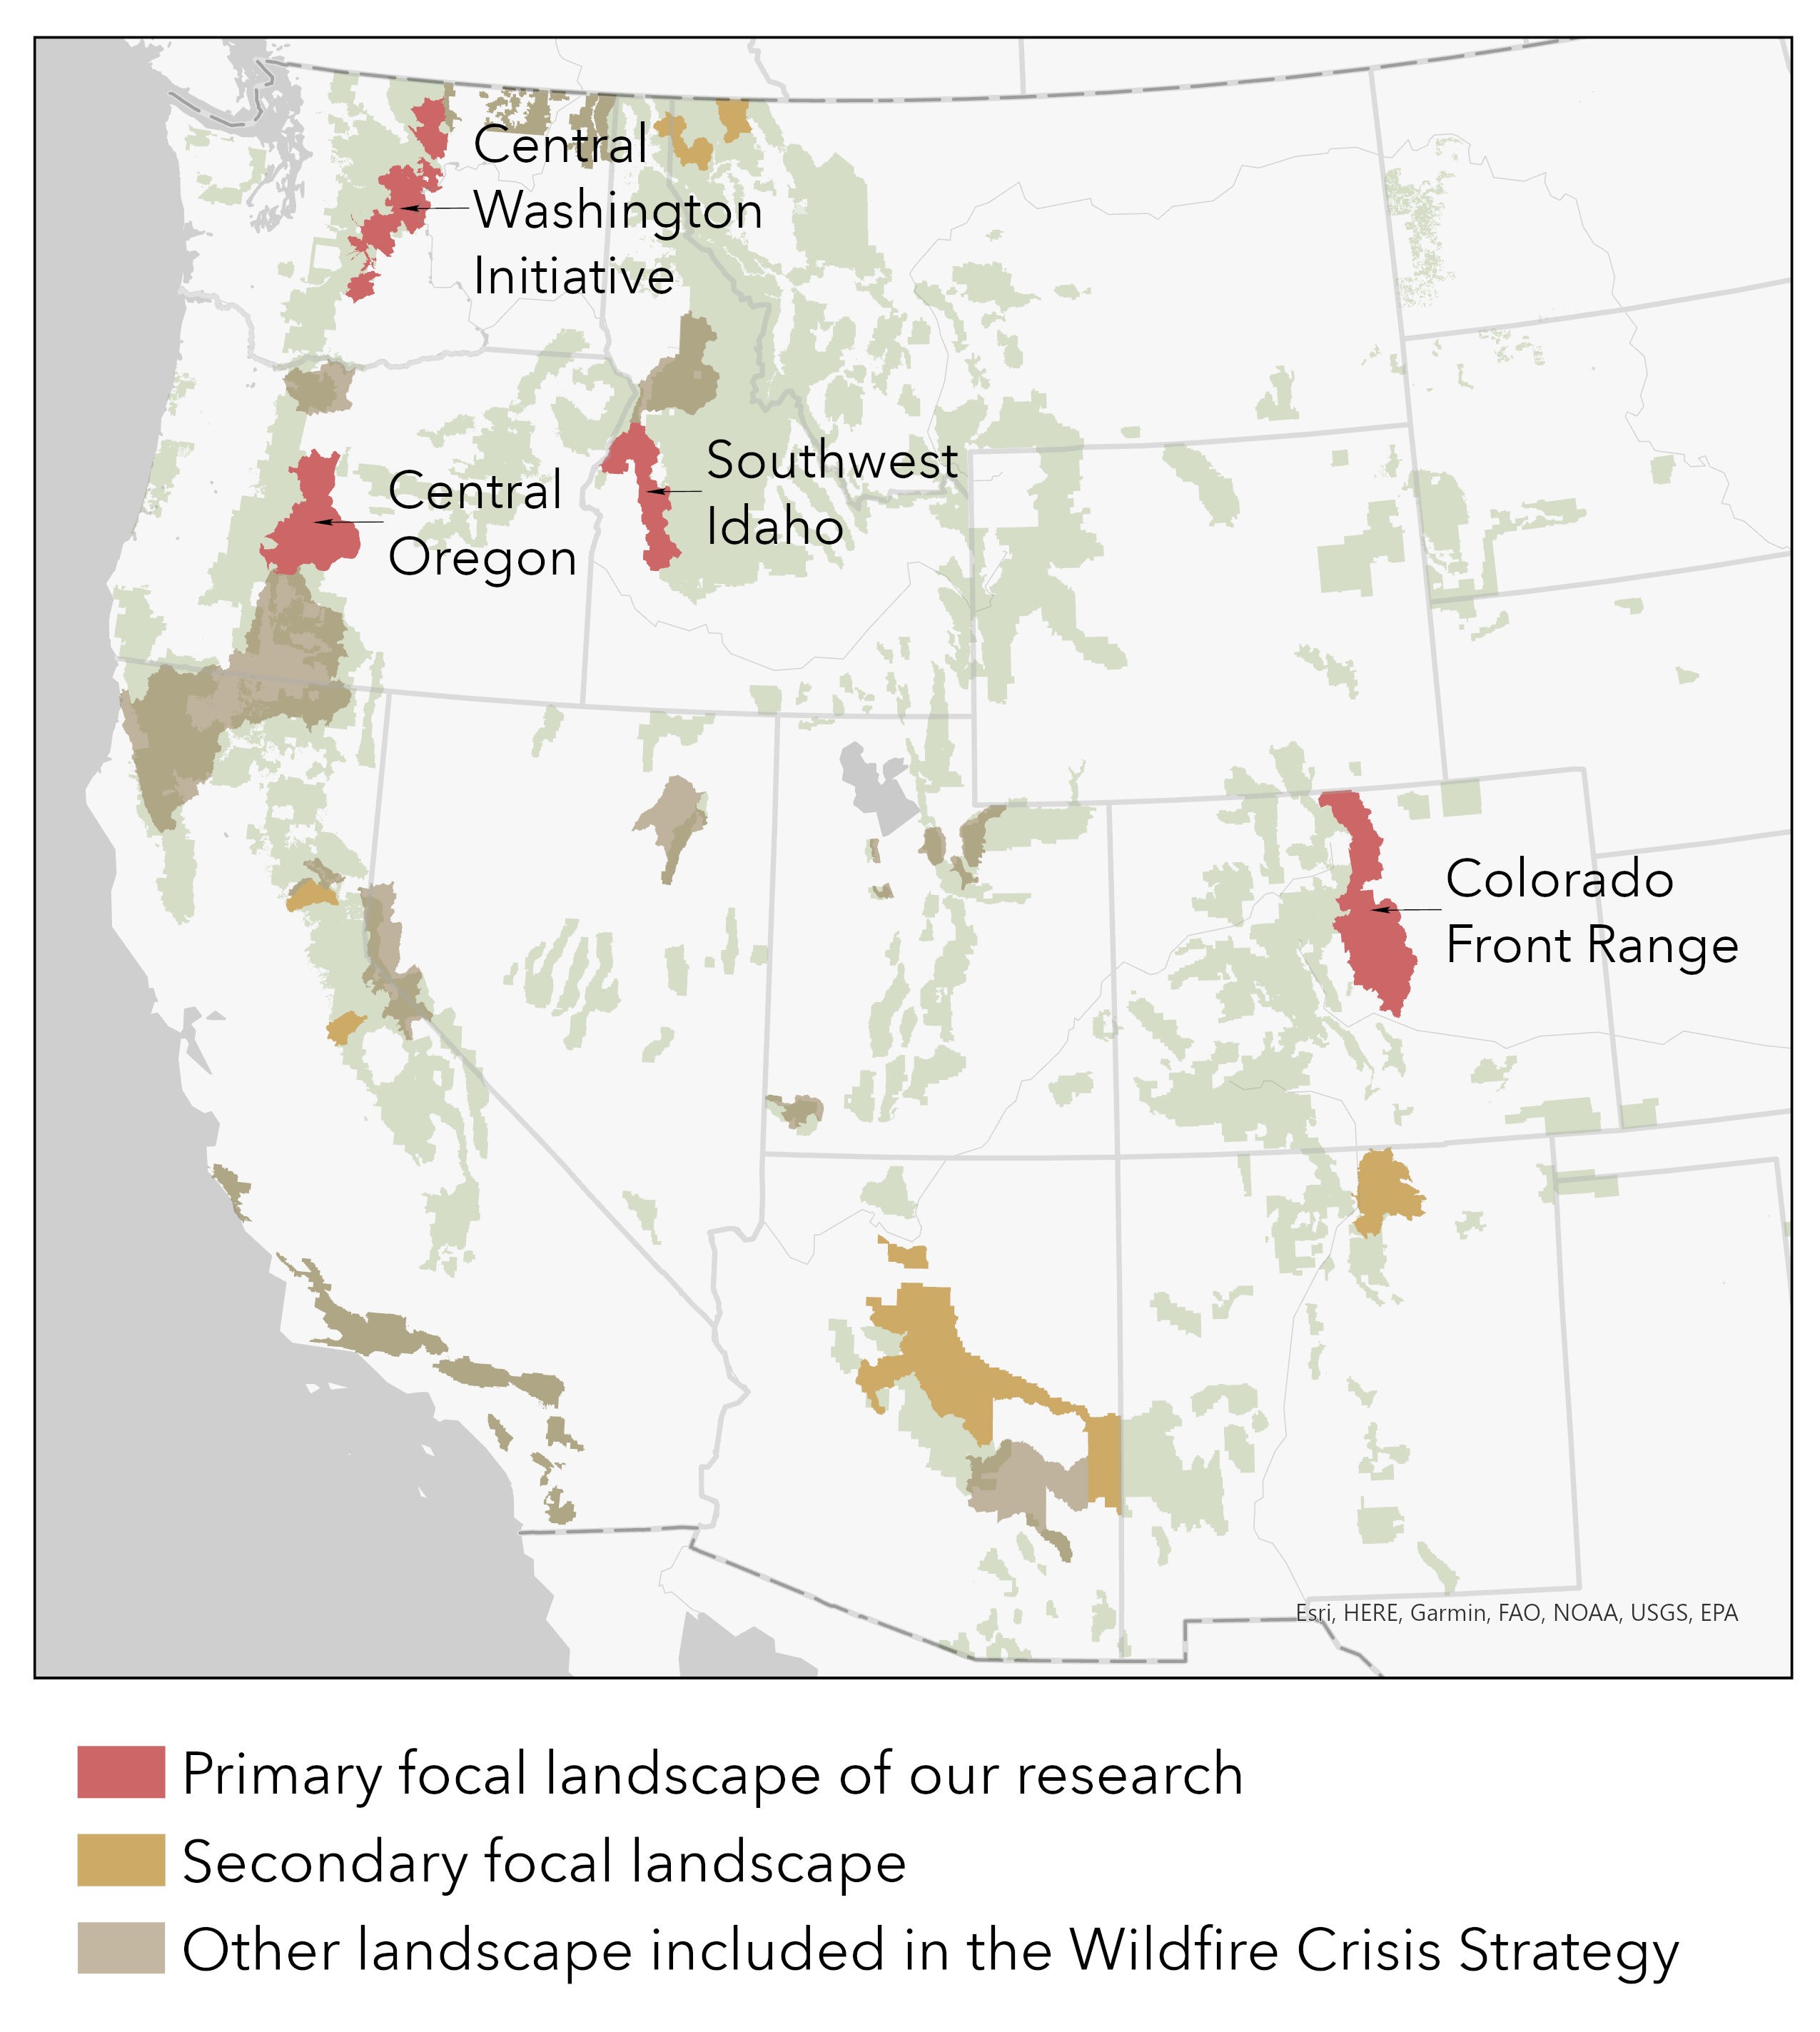 Central
Washington
Initiative
Central
Oregon
Southwest
Idaho
Colorado
Front Range
Esri, HERE, Garmin, FAO, NOAA, USGS, EPA
Primary focal landscape of our research
Secondary focal landscape
Other landscape included in the Wildfire Crisis Strategy